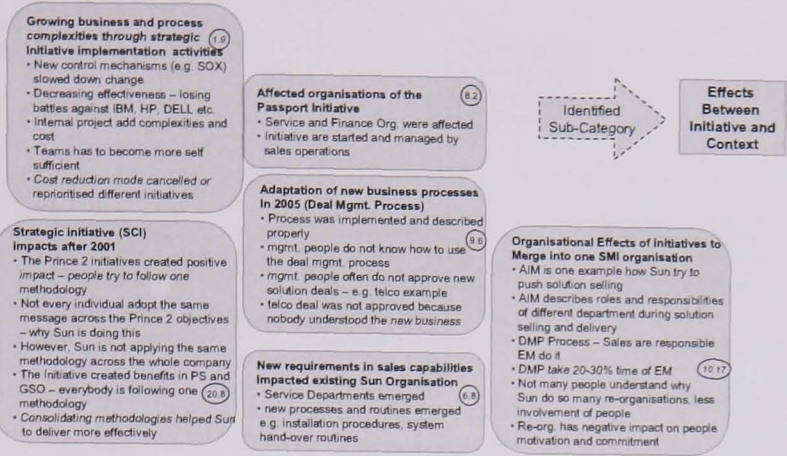 Growing business and process
complexities through strategic
Initiative implementation activities
1.9
• New control mechanisms (e.g. SOX)
slowed down change
• Decreasing effectiveness – losing
battles against IBM, HP, DELL etc.
• Internal project add complexities and
cost
• Teams has to become more self
sufficient
• Cost reduction mode cancelled or
reprioritised different initiatives
Affected organisations of the
Passport Initiative
8.2
• Service and Finance Org. were affected
• Initiative are started and managed by
sales operations
Identified
Sub-Category
Effects
Between
Initiative and
Context
Strategic initiative (SCI)
impacts after 2001
• The Prince 2 initiatives created positive
impact – people try to follow one
methodology
• Not every individual adopt the same
message across the Prince 2 objectives
– why Sun is doing this
• However, Sun is not applying the same
methodology across the whole company
• The Initiative created benefits in PS and
GSO – everybody is following one
methodology
20.8
• Consolidating methodologies helped Sun
to deliver more effectively
Adaptation of new business processes
In 2005 (Deal Mgmt. Process)
• Process was implemented and described
properly
9.6
• mgmt. people do not know how to use
the deal mgmt. process
• mgmt. people often do not approve new
solution deals – e.g. telco example
• telco deal was not approved because
nobody understood the new business
New requirements in sales capabilities
Impacted existing Sun Organisation
• Service Departments emerged
6.8
• new processes and routines emerged
e.g. installation procedures, system
hand-over routines
Organisational Effects of initiatives to
Merge into one SMI organisation
• AIM is one example how Sun try to
push solution selling
• AIM describes roles and responsibilities
of different department during solution
selling and delivery
• DMP Process – Sales are responsible
EM do it
• DMP take 20-30% time of EM
10.17
• Not many people understand why
Sun do so many re-organisations, less
involvement of people
• Re-org. has negative impact on people
motivation and commitment